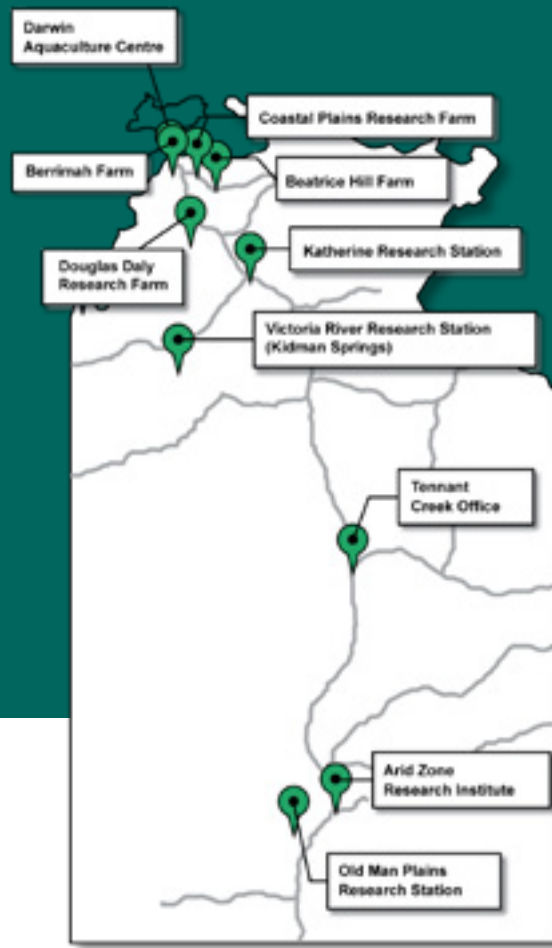 Darwin
Aquaculture Centre
Coastal Plains Research Farm
Berrimah Farm
Beatrice Hill Farm
Katherine Research Station
Douglas Daly
Research Farm
Victoria River Research Station
(Kidman Springs)
Tennant
Creek Office
Arid Zone
Research Institute
Old Man Plains
Research Station